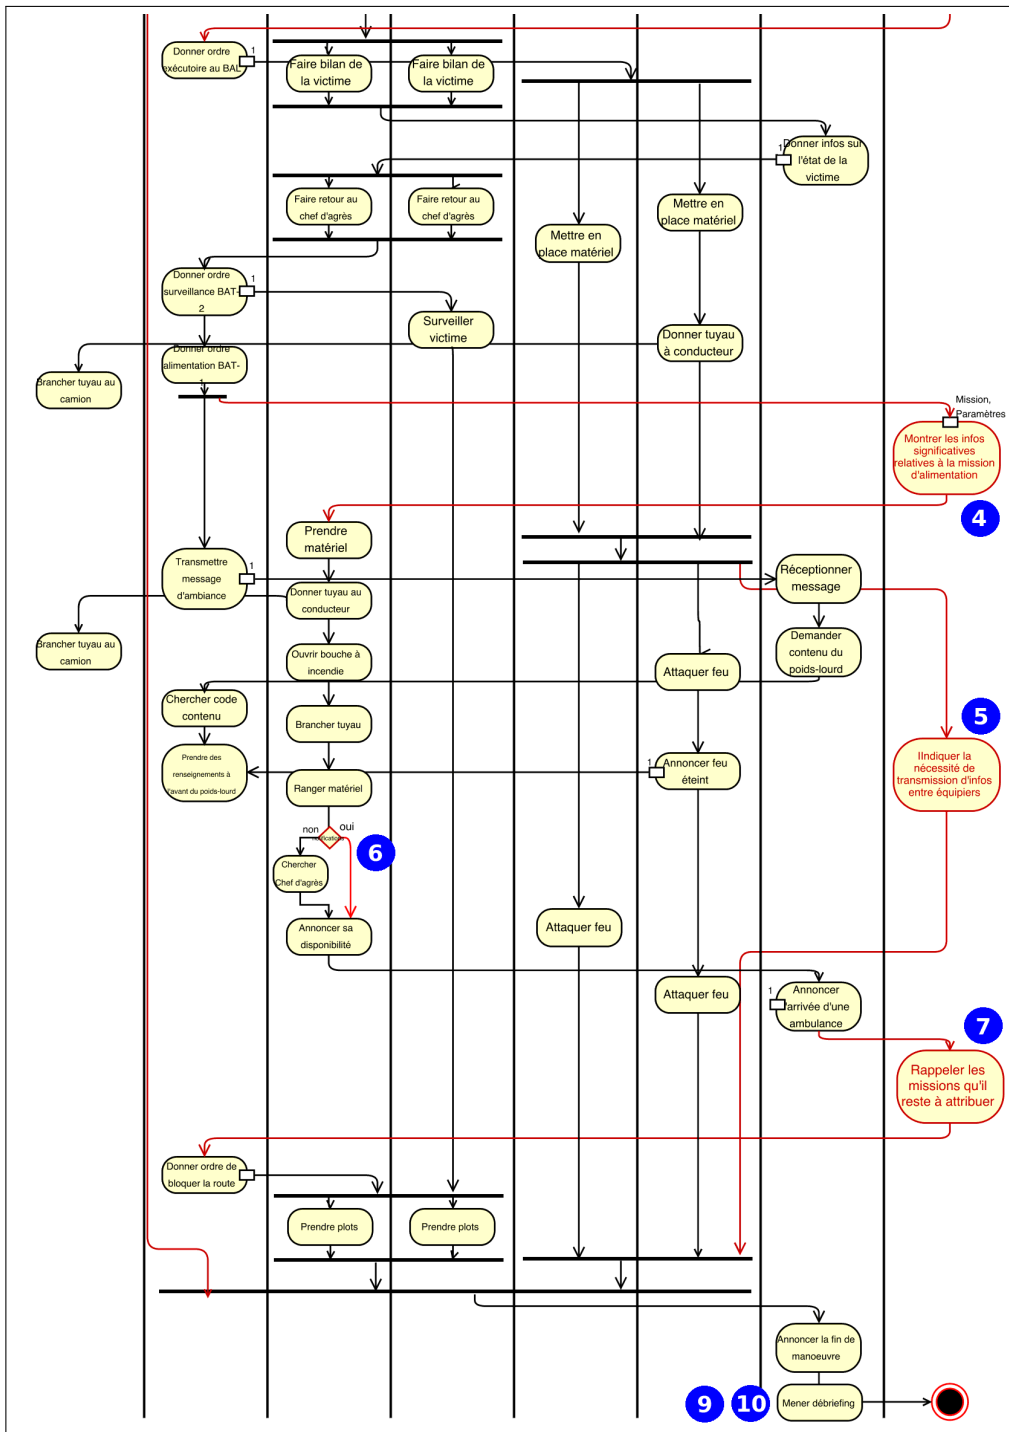 Donner ordre
exécutoire au BAL
1
Faire bilan de
la victime
Faire bilan de
la victime
Donner infos sur
l'état de la
victime
1
Faire retour au
chef d'agrès
Faire retour au
chef d'agrès
Mettre en
place matériel
Mettre en
place matériel
Donner ordre
surveillance BAT-
2
1
Surveiller
victime
Donner tuyau
à conducteur
Donner ordre
alimentation BAT-
1
Brancher tuyau au
camion
Mission,
Paramètres
Montrer les infos
significatives
relatives à la mission
d'alimentation
4
Prendre
matériel
Transmettre
message
d'ambiance
1
Réceptionner
message
Donner tuyau au
conducteur
Brancher tuyau au
camion
Ouvrir bouche à
incendie
Attaquer feu
Demander
contenu du
poids-lourd
Chercher code
contenu
Brancher tuyau
5
IIndiquer la
nécessité de
transmission d'infos
entre équipiers
Prendre des
renseignements à
l'avant du poids-lourd
Ranger matériel
1
Annoncer feu
éteint
non
oui
6
Chercher
Chef d'agrès
Annoncer sa
disponibilité
Attaquer feu
Attaquer feu
1
Annoncer
l'arrivée d'une
ambulance
7
Rappeler les
missions qu'il
reste à attribuer
Donner ordre de
bloquer la route
Prendre plots
Prendre plots
Annoncer la fin de
manoeuvre
9
10
Mener débriefing